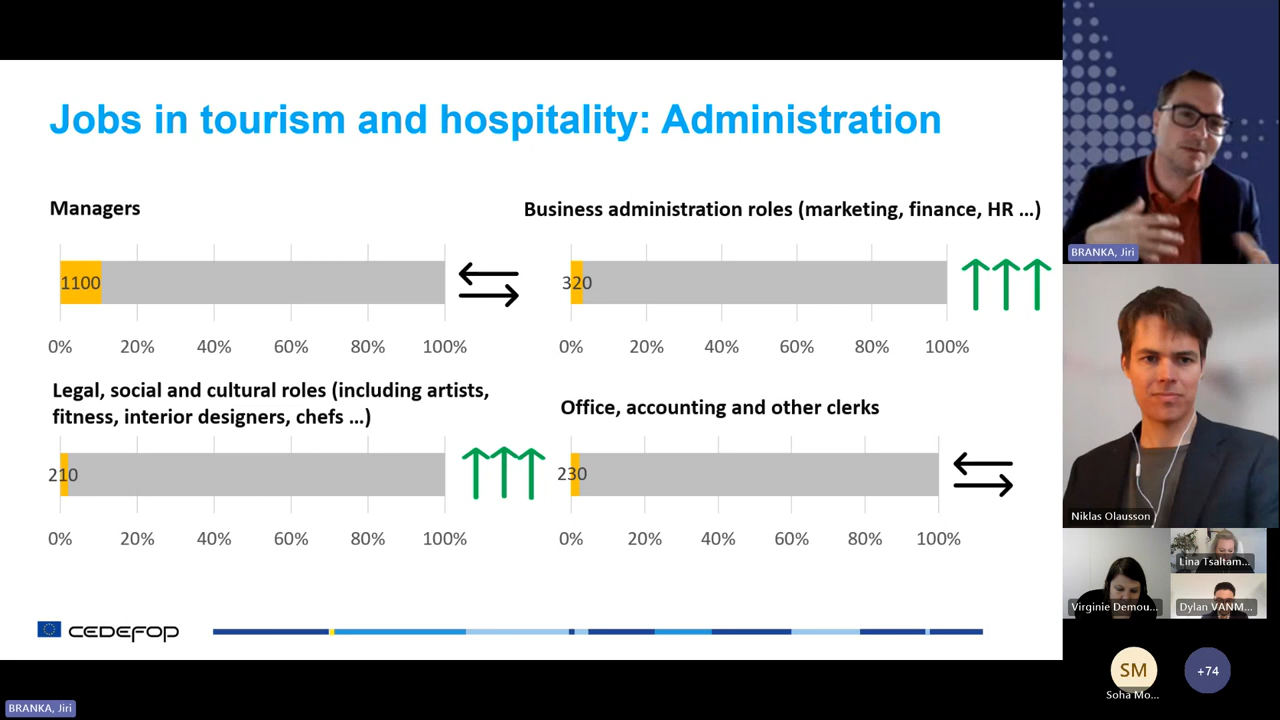 Jobs in tourism and hospitality: Administration
Managers
1100
0% 20% 40% 60% 80% 100%
Business administration roles (marketing, finance, HR ...)
320
0% 20% 40% 60% 80% 100%
Legal, social and cultural roles (including artists,
fitness, interior designers, chefs ...)
210
0% 20% 40% 60% 80% 100%
Office, accounting and other clerks
230
0% 20% 40% 60% 80% 100%
CEDEFOP
BRANKA, Jiri
Niklas Olausson
Virginie Demou...
Lina Tsaltam...
Dylan VANM...
SM
Soha Mo...
+74
BRANKA, Jiri